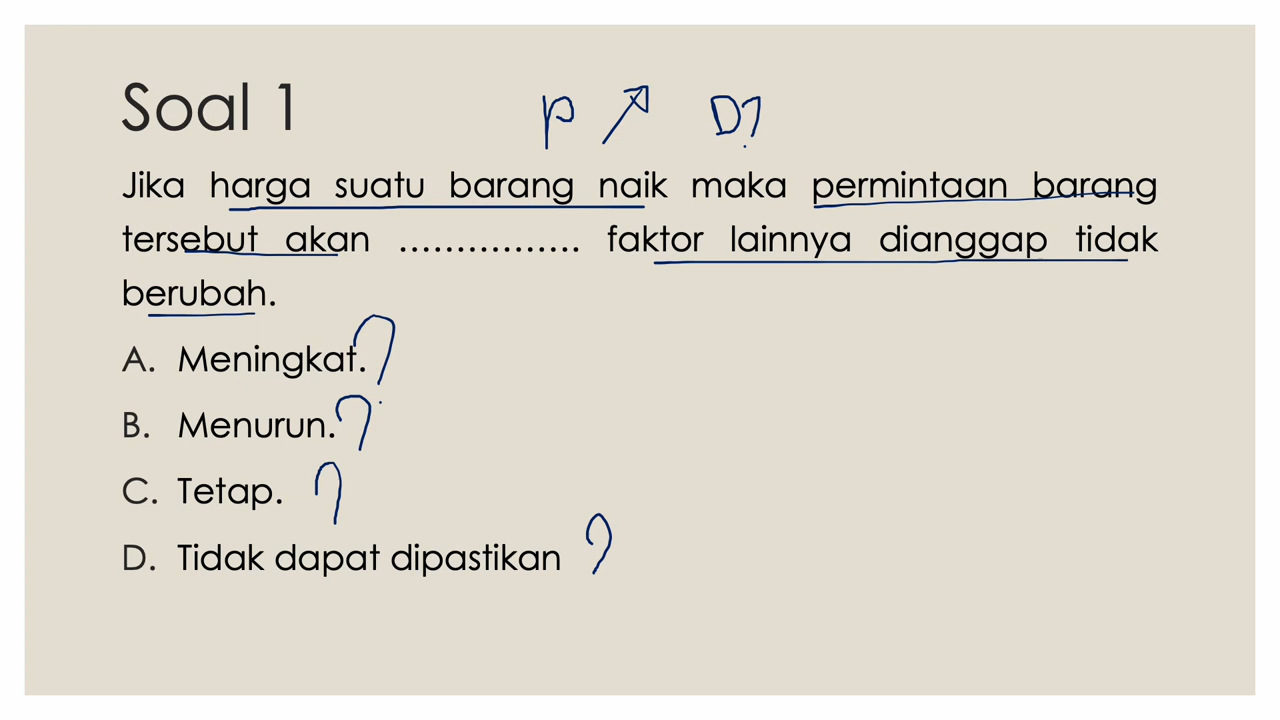 Soal 1
P ↗ D?
Jika harga suatu barang naik maka permintaan barang
tersebut akan ................ faktor lainnya dianggap tidak
berubah.
A. Meningkat. ?
B. Menurun. ?
C. Tetap. ?
D. Tidak dapat dipastikan ?